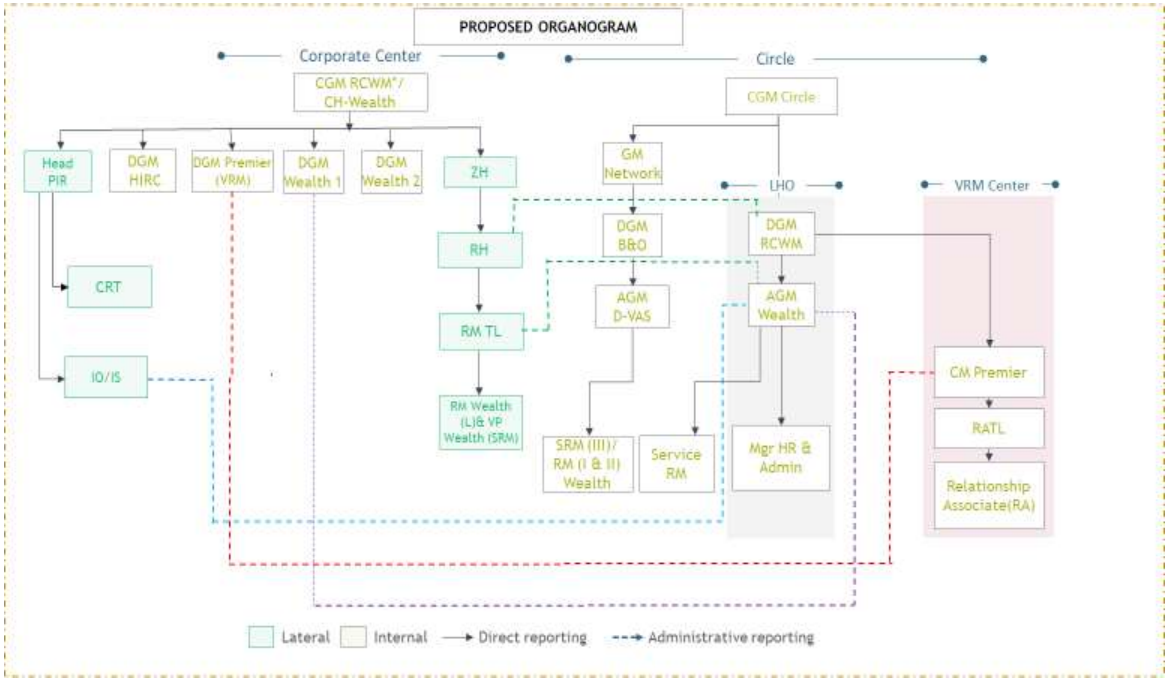 PROPOSED ORGANOGRAM
Corporate Center
Circle
CGM RCWM*/
CH-Wealth
CGM Circle
Head
PIR
DGM
HIRC
DGM Premier
(VRM)
DGM
Wealth 1
DGM
Wealth 2
ZH
GM
Network
LHO
VRM Center
RH
DGM
B&O
DGM
RCWM
CRT
RM TL
AGM
D-VAS
AGM
Wealth
IO/IS
CM Premier
RM Wealth
(L)& VP
Wealth (SRM)
SRM (III)/
RM (I & II)
Wealth
Service
RM
Mgr HR &
Admin
RATL
Relationship
Associate(RA)
Lateral
Internal
Direct reporting
Administrative reporting